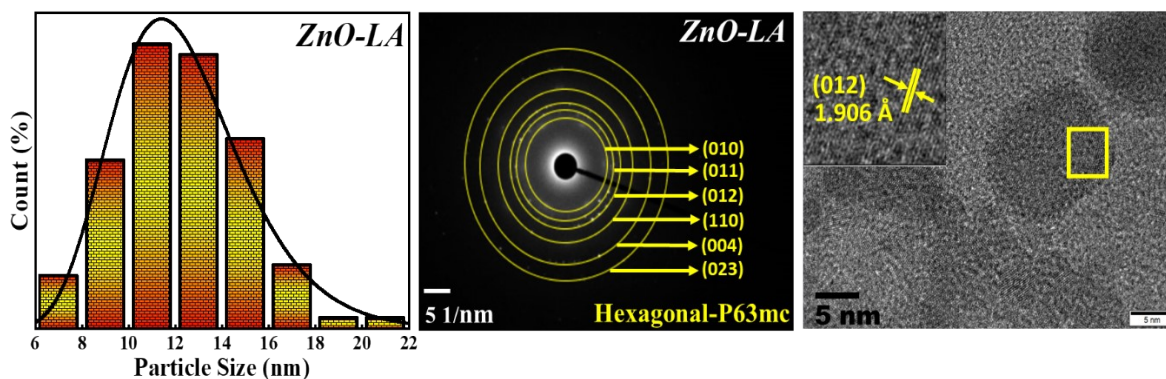 ZnO-LA
Count (%)
6 8 10 12 14 16 18 20 22
Particle Size (nm)
ZnO-LA
(010)
(011)
(012)
(110)
(004)
(023)
5 1/nm
Hexagonal-P63mc
(012)
1.906 Å
5 nm
5 nm